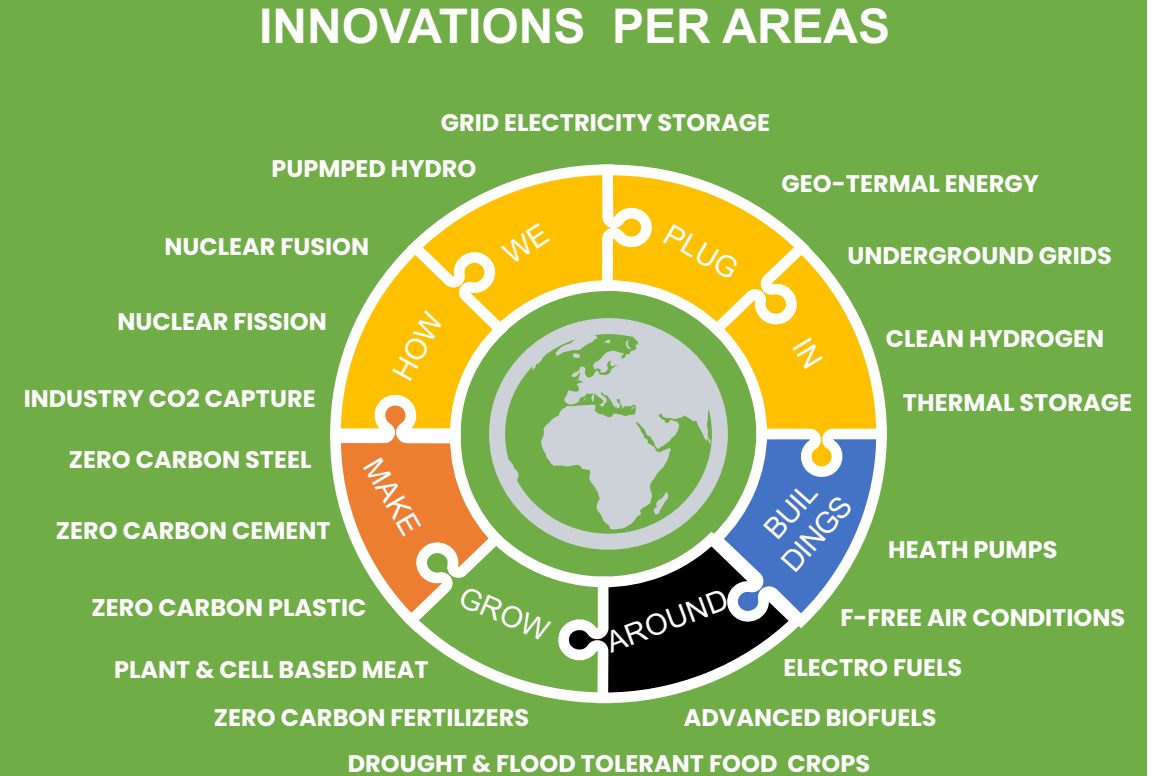 INNOVATIONS PER AREAS
GRID ELECTRICITY STORAGE
PUPMPED HYDRO
GEO-TERMAL ENERGY
NUCLEAR FUSION
UNDERGROUND GRIDS
NUCLEAR FISSION
CLEAN HYDROGEN
INDUSTRY CO2 CAPTURE
THERMAL STORAGE
ZERO CARBON STEEL
ZERO CARBON CEMENT
HEATH PUMPS
ZERO CARBON PLASTIC
F-FREE AIR CONDITIONS
PLANT & CELL BASED MEAT
ELECTRO FUELS
ZERO CARBON FERTILIZERS
ADVANCED BIOFUELS
DROUGHT & FLOOD TOLERANT FOOD CROPS
HOW
WE
PLUG
IN
BUIL
DINGS
AROUND
GROW
MAKE